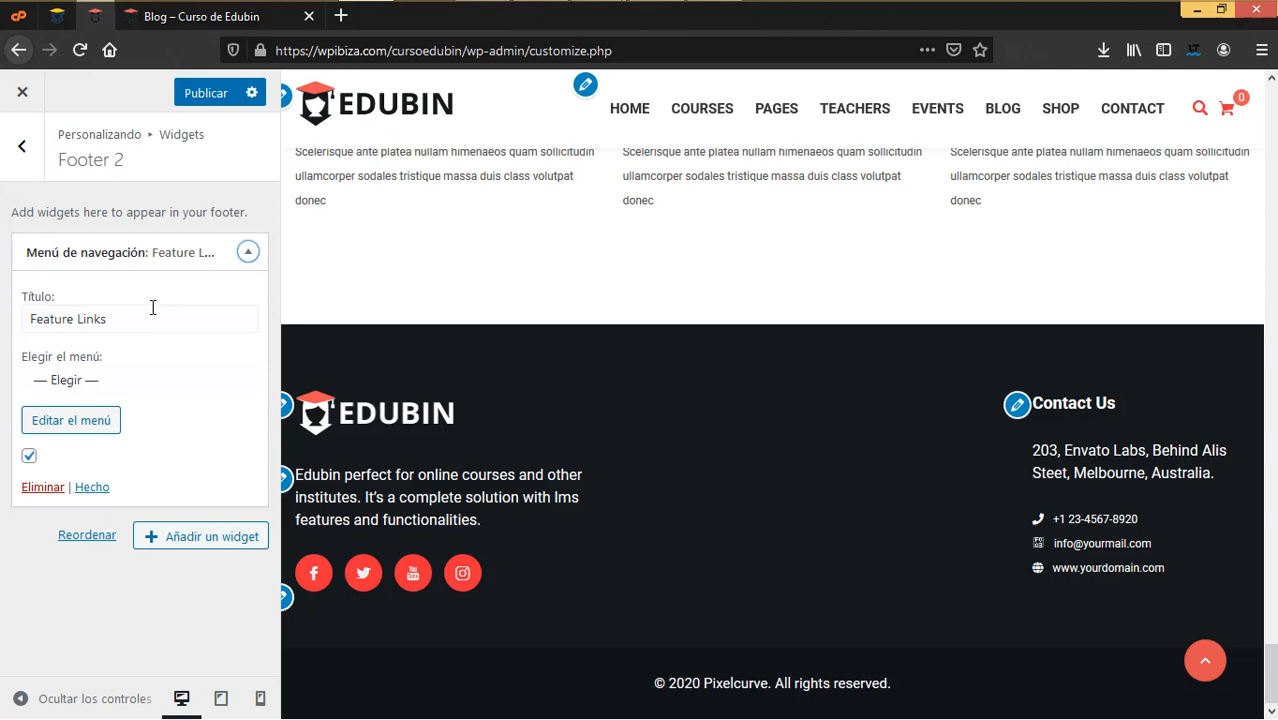 Blog – Curso de Edubin
https://wpibiza.com/cursoedubin/wp-admin/customize.php
Publicar
Personalizando ▸ Widgets
Footer 2
Add widgets here to appear in your footer.
Menú de navegación: Feature L...
Título:
Feature Links
Elegir el menú:
— Elegir —
Editar el menú
Eliminar | Hecho
Reordenar
Añadir un widget
Ocultar los controles
EDUBIN
HOME COURSES PAGES TEACHERS EVENTS BLOG SHOP CONTACT
0
Scelerisque ante platea nullam himenaeos quam sollicitudin
ullamcorper sodales tristique massa duis class volutpat
donec
Scelerisque ante platea nullam himenaeos quam sollicitudin
ullamcorper sodales tristique massa duis class volutpat
donec
Scelerisque ante platea nullam himenaeos quam sollicitudin
ullamcorper sodales tristique massa duis class volutpat
donec
EDUBIN
Edubin perfect for online courses and other
institutes. It's a complete solution with lms
features and functionalities.
Contact Us
203, Envato Labs, Behind Alis
Steet, Melbourne, Australia.
+1 23-4567-8920
info@yourmail.com
www.yourdomain.com
© 2020 Pixelcurve. All rights reserved.